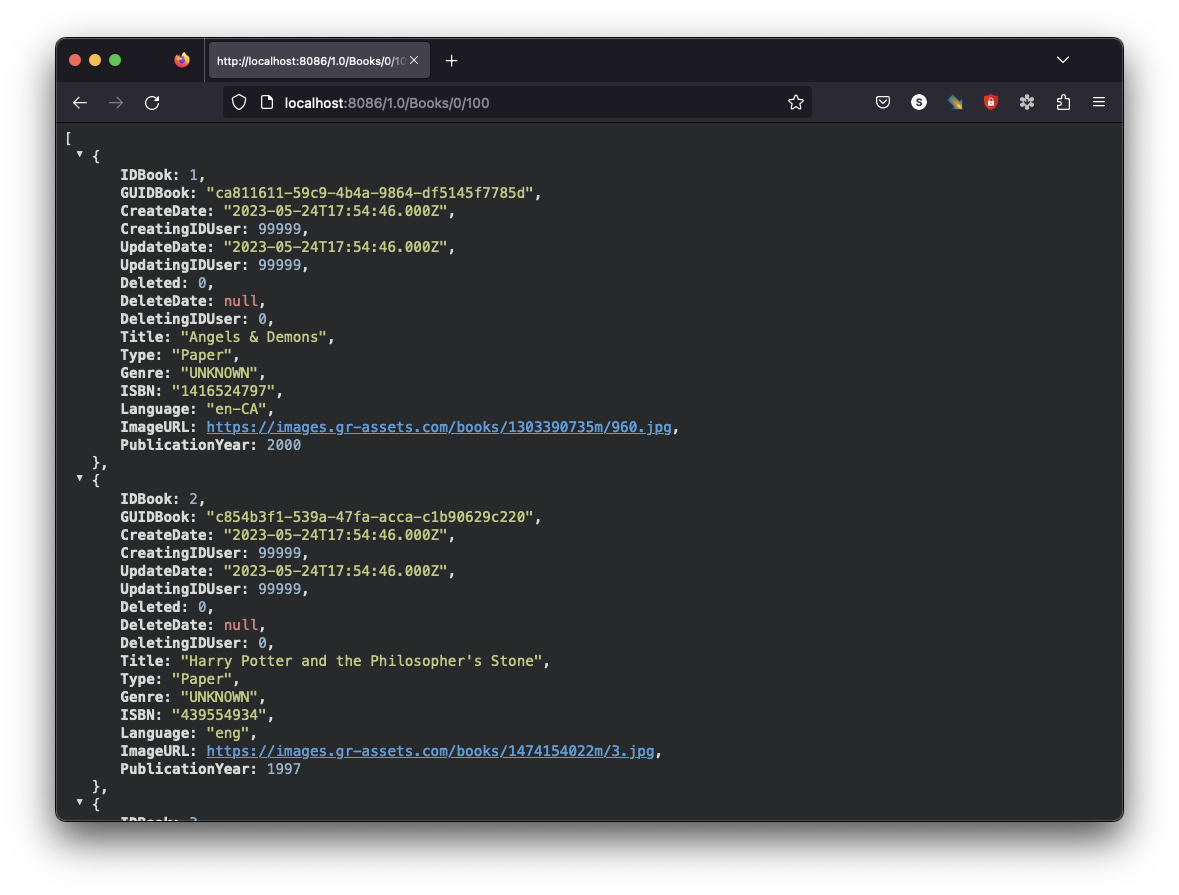 http://localhost:8086/1.0/Books/0/10
localhost:8086/1.0/Books/0/100
S
[
{
IDBook: 1,
GUIDBook: "ca811611-59c9-4b4a-9864-df5145f7785d",
CreateDate: "2023-05-24T17:54:46.000Z",
CreatingIDUser: 99999,
UpdateDate: "2023-05-24T17:54:46.000Z",
UpdatingIDUser: 99999,
Deleted: 0,
DeleteDate: null,
DeletingIDUser: 0,
Title: "Angels & Demons",
Type: "Paper",
Genre: "UNKNOWN",
ISBN: "1416524797",
Language: "en-CA",
ImageURL: https://images.gr-assets.com/books/1303390735m/960.jpg,
PublicationYear: 2000
},
{
IDBook: 2,
GUIDBook: "c854b3f1-539a-47fa-acca-c1b90629c220",
CreateDate: "2023-05-24T17:54:46.000Z",
CreatingIDUser: 99999,
UpdateDate: "2023-05-24T17:54:46.000Z",
UpdatingIDUser: 99999,
Deleted: 0,
DeleteDate: null,
DeletingIDUser: 0,
Title: "Harry Potter and the Philosopher's Stone",
Type: "Paper",
Genre: "UNKNOWN",
ISBN: "439554934",
Language: "eng",
ImageURL: https://images.gr-assets.com/books/1474154022m/3.jpg,
PublicationYear: 1997
},
{